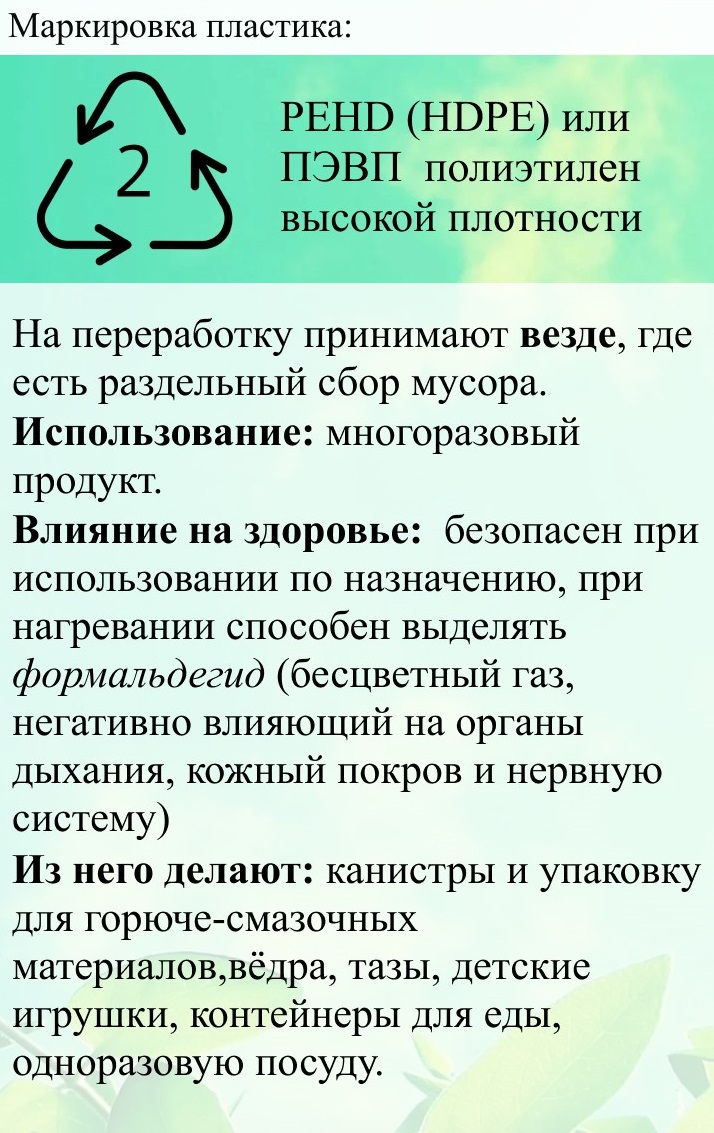 Маркировка пластика:
2
PEHD (HDPE) или
ПЭВП полиэтилен
высокой плотности
На переработку принимают везде, где
есть раздельный сбор мусора.
Использование: многоразовый
продукт.
Влияние на здоровье: безопасен при
использовании по назначению, при
нагревании способен выделять
формальдегид (бесцветный газ,
негативно влияющий на органы
дыхания, кожный покров и нервную
систему)
Из него делают: канистры и упаковку
для горюче-смазочных
материалов,вёдра, тазы, детские
игрушки, контейнеры для еды,
одноразовую посуду.